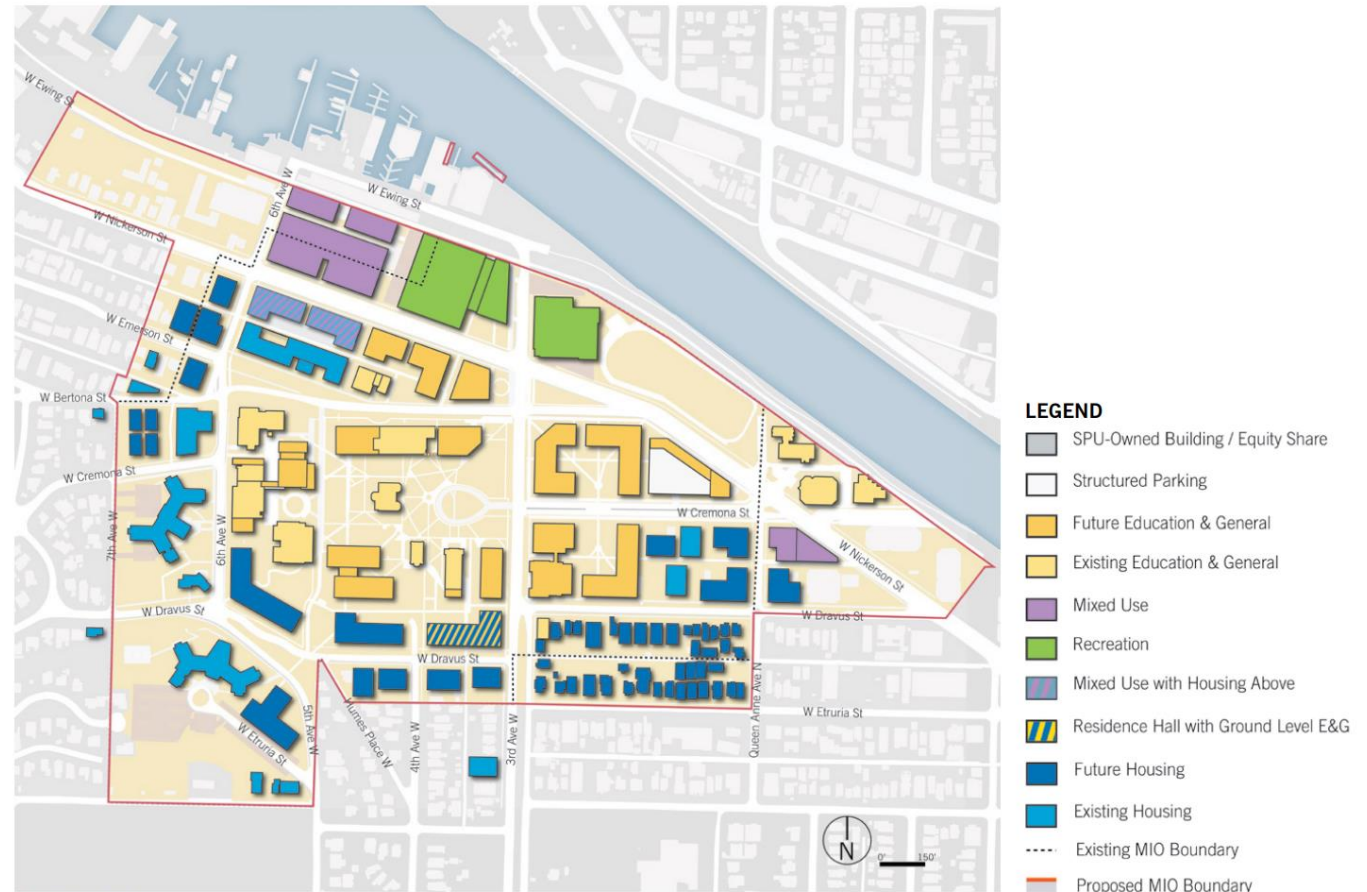 W Ewing St
6th Ave W
W Ewing St
W Nickerson St
W Emerson St
W Bertona St
W Cremona St
W Cremona St
7th Ave W
6th Ave W
W Nickerson St
W Dravus St
W Dravus St
W Dravus St
5th Ave W
Humes Place W
4th Ave W
3rd Ave W
Queen Anne Ave N
W Etruria St
W Etruria St
N
0' 150'
LEGEND
SPU-Owned Building / Equity Share
Structured Parking
Future Education & General
Existing Education & General
Mixed Use
Recreation
Mixed Use with Housing Above
Residence Hall with Ground Level E&G
Future Housing
Existing Housing
Existing MIO Boundary
Proposed MIO Boundary